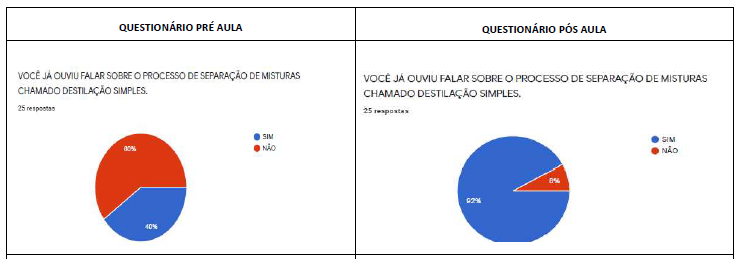 QUESTIONÁRIO PRÉ AULA
QUESTIONÁRIO PÓS AULA
VOCÊ JÁ OUVIU FALAR SOBRE O PROCESSO DE SEPARAÇÃO DE MISTURAS
CHAMADO DESTILAÇÃO SIMPLES.
25 respostas
SIM
NÃO
60%
40%
VOCÊ JÁ OUVIU FALAR SOBRE O PROCESSO DE SEPARAÇÃO DE MISTURAS
CHAMADO DESTILAÇÃO SIMPLES.
25 respostas
SIM
NÃO
8%
92%